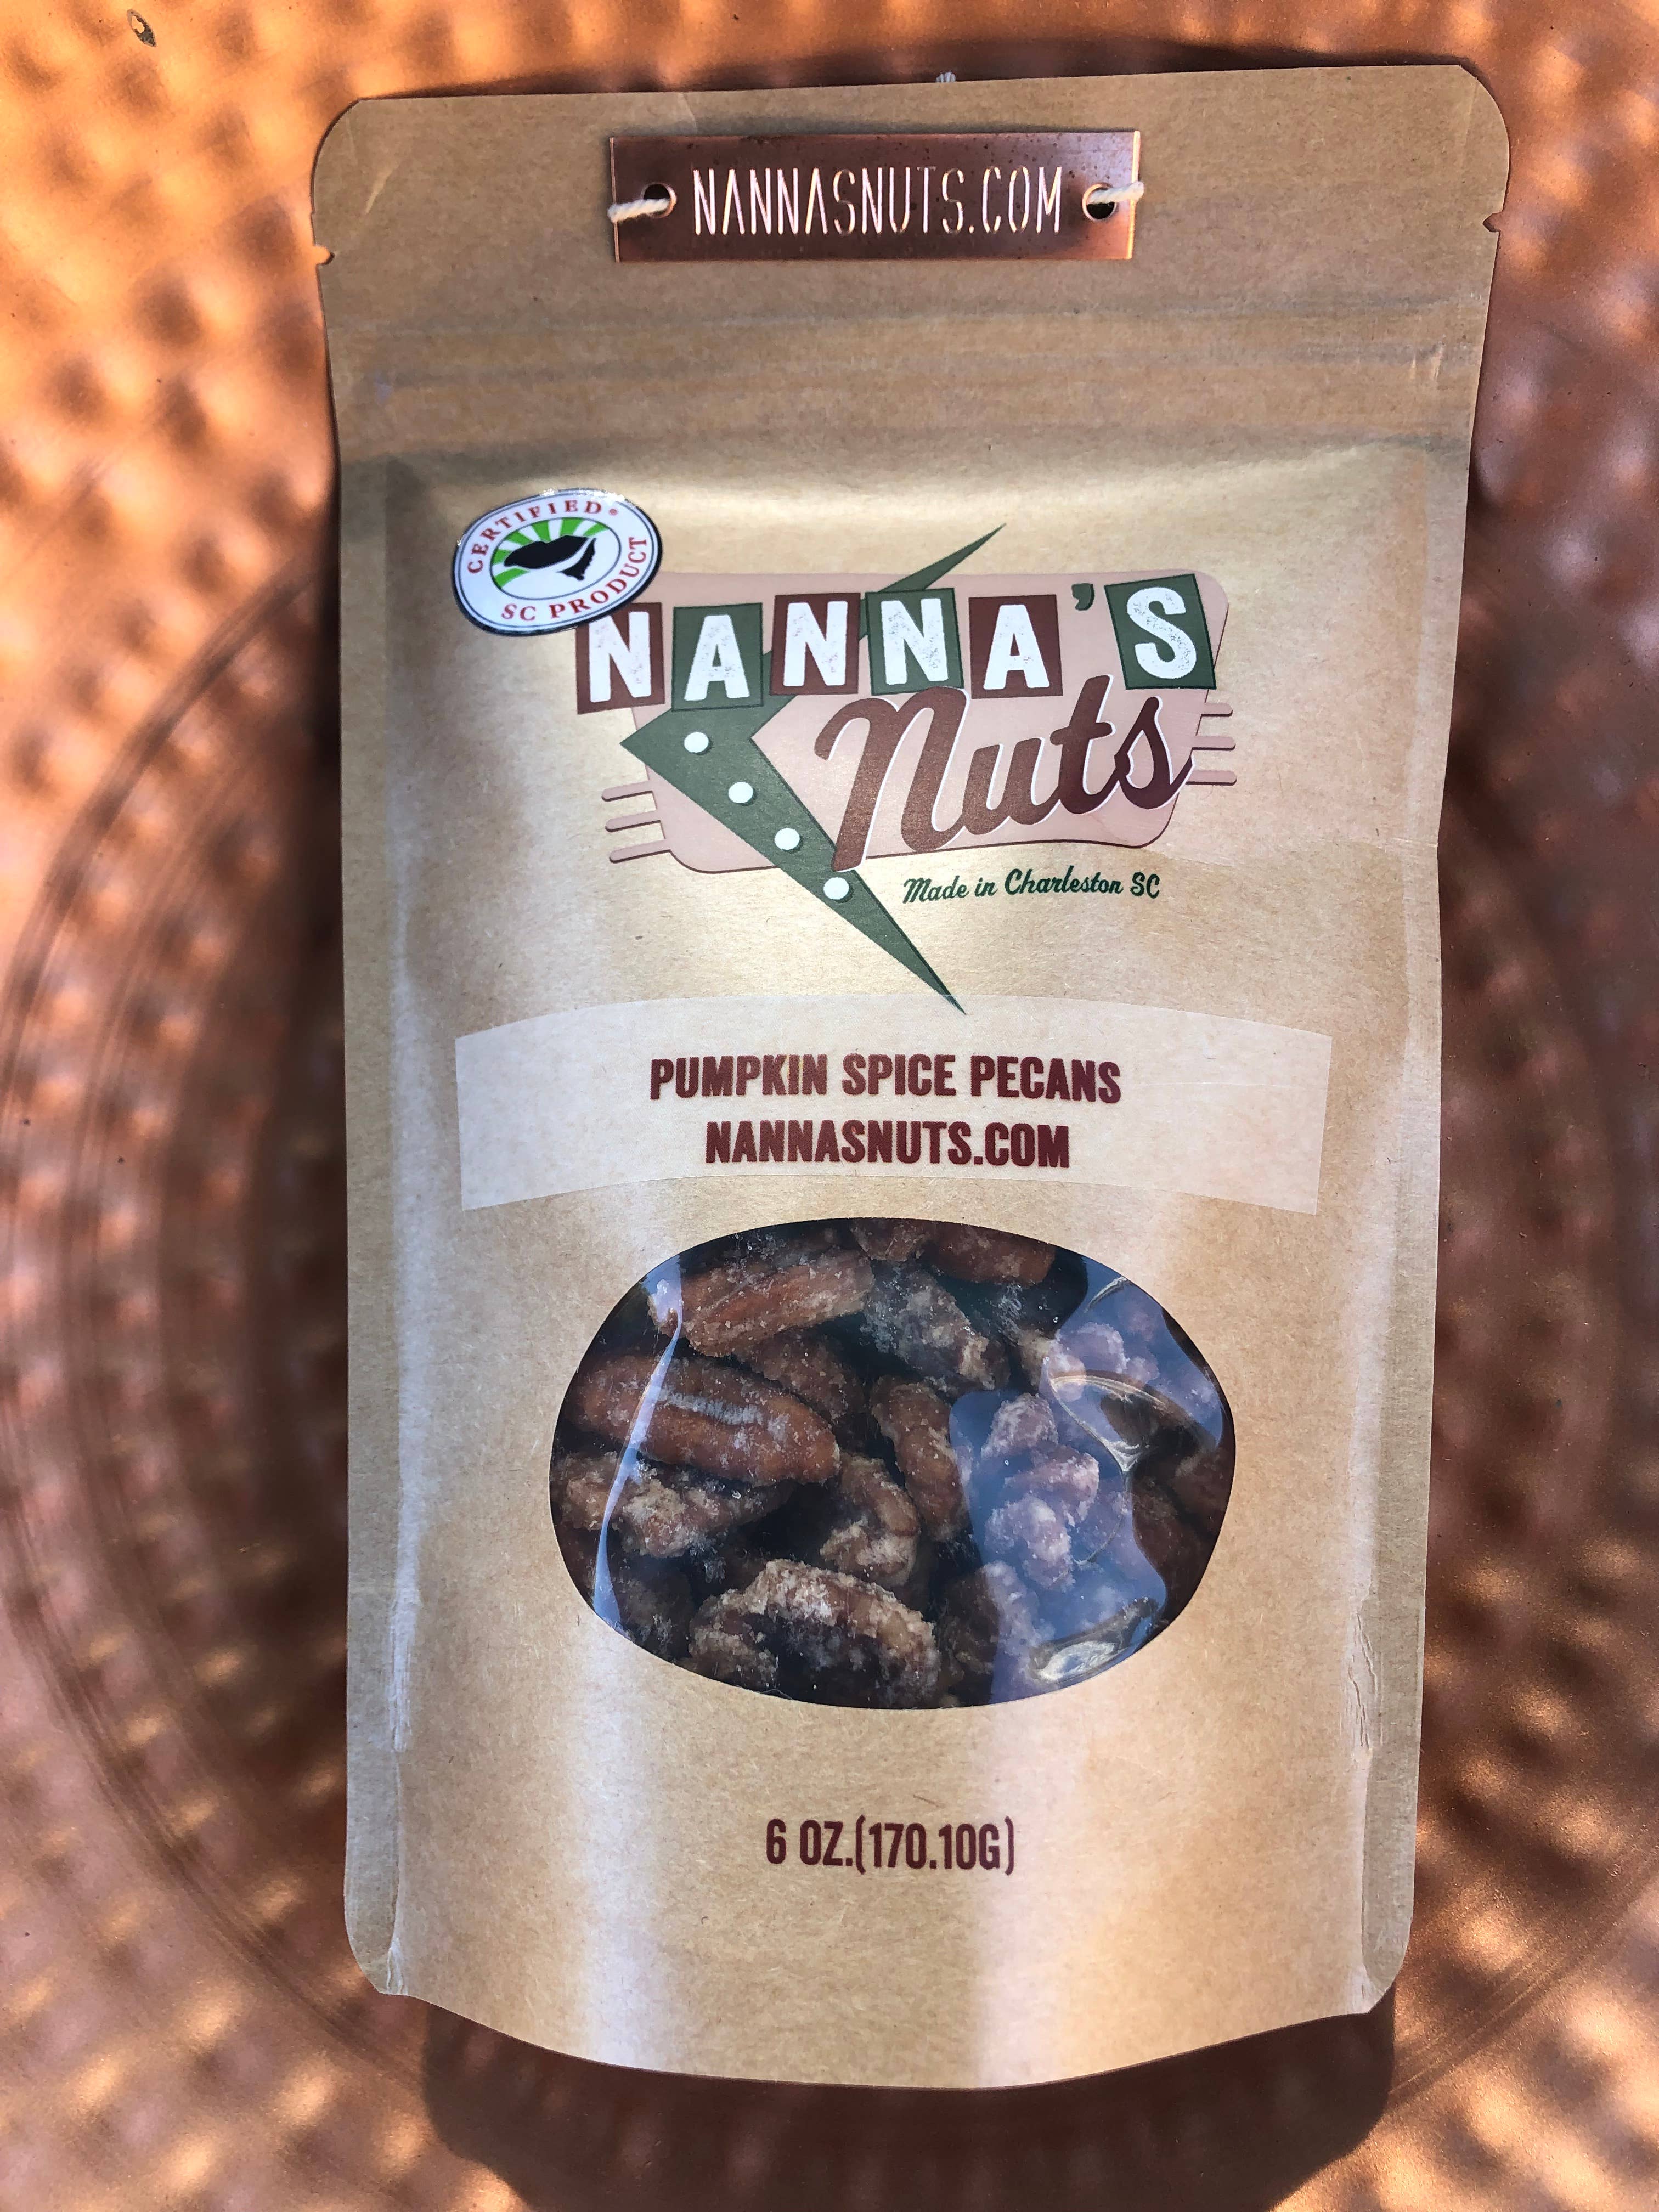 NANNASNUTS.COM
CERTIFIED®
SC PRODUCT
NANNA'S
Nuts
Made in Charleston SC
PUMPKIN SPICE PECANS
NANNASNUTS.COM
6 OZ.(170.10G)